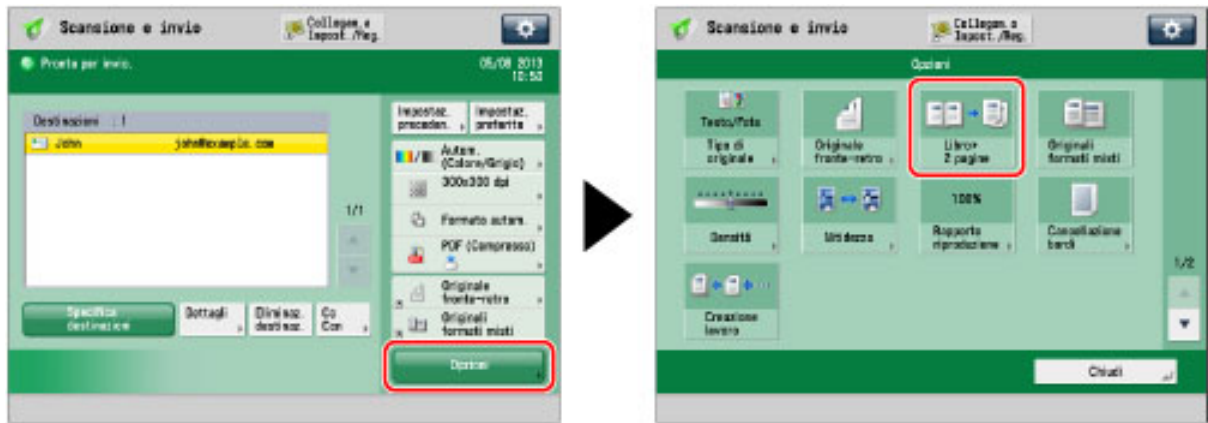 Scansione e invio
Collegam.a
Impost./Reg.
Pronta per invio.
05/08 2013
10:50
Destinazioni : 1
John john@example.com
1/1
Specifica
destinazioni
Dettagli
Eliminaz.
destinaz.
Cc
Ccn
Impostaz.
preceden.
Impostaz.
preferite
Autom.
(Colore/Grigio)
300x300 dpi
Formato autom.
PDF (Compresso)
Originale
fronte-retro
Originali
formati misti
Opzioni
Scansione e invio
Collegam.a
Impost./Reg.
Opzioni
Testo/Foto
Tipo di
originale
Originale
fronte-retro
Libro>
2 pagine
Originali
formati misti
Densità
Nitidezza
100%
Rapporto
riproduzione
Cancellazione
bordi
Creazione
lavoro
1/2
Chiudi